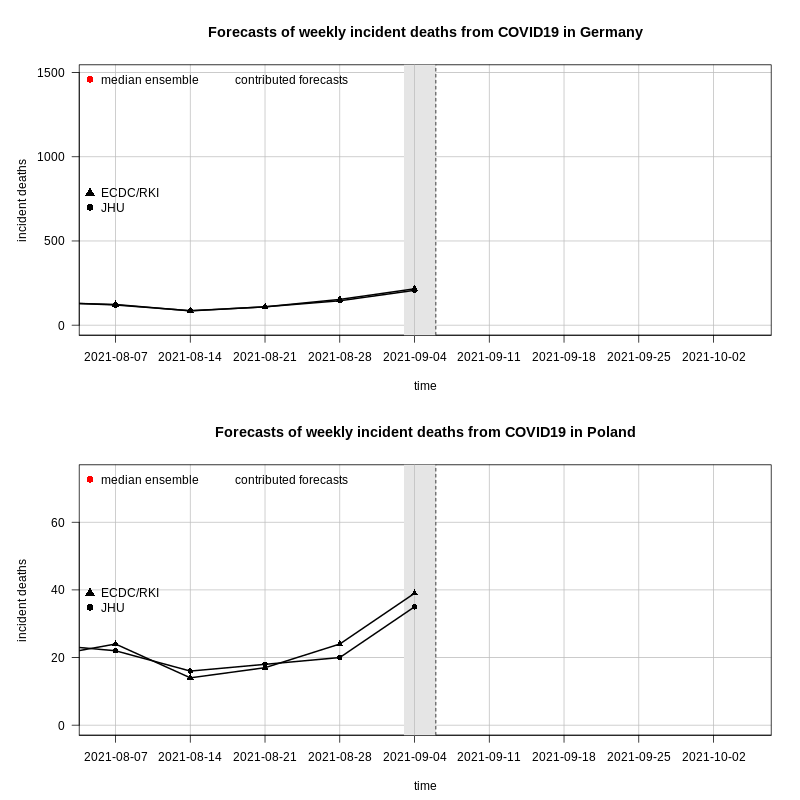 Forecasts of weekly incident deaths from COVID19 in Germany
1500
median ensemble contributed forecasts
1000
ECDC/RKI
JHU
500
0
incident deaths
2021-08-07 2021-08-14 2021-08-21 2021-08-28 2021-09-04 2021-09-11 2021-09-18 2021-09-25 2021-10-02
time
Forecasts of weekly incident deaths from COVID19 in Poland
median ensemble contributed forecasts
60
40
ECDC/RKI
JHU
20
0
incident deaths
2021-08-07 2021-08-14 2021-08-21 2021-08-28 2021-09-04 2021-09-11 2021-09-18 2021-09-25 2021-10-02
time